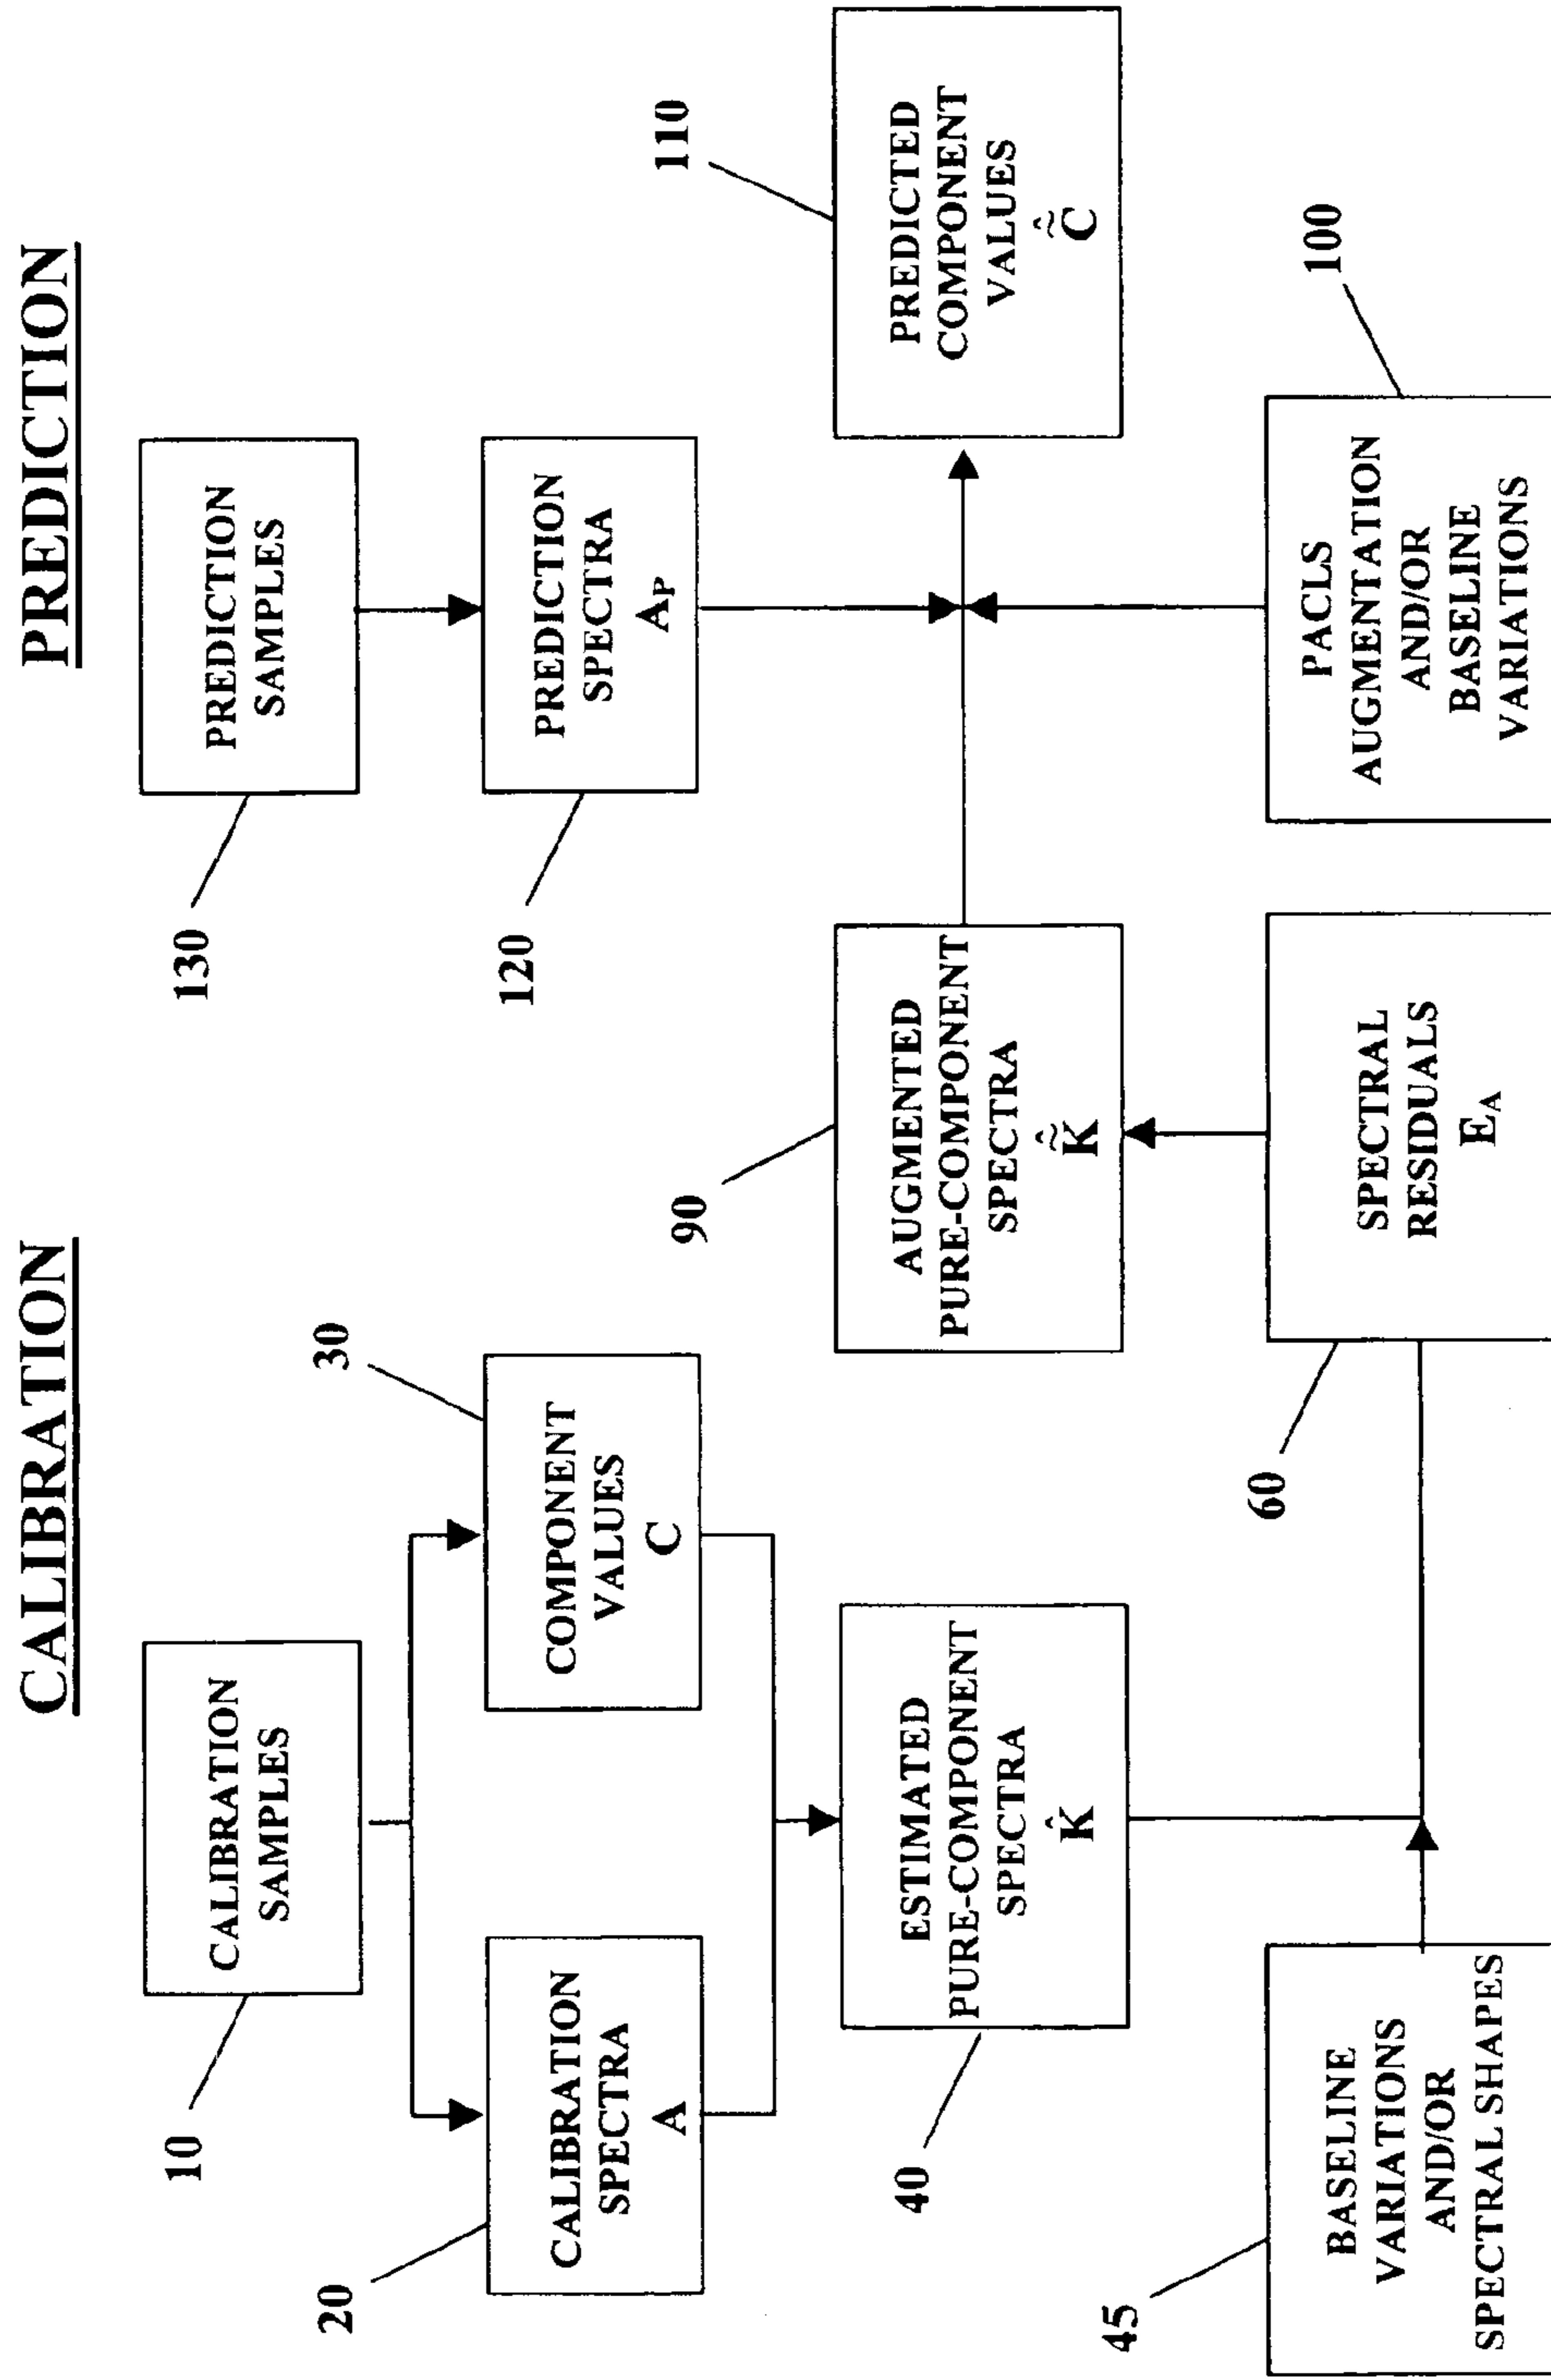 CALIBRATION
10
CALIBRATION
SAMPLES
20
CALIBRATION
SPECTRA
A
30
COMPONENT
VALUES
C
40
ESTIMATED
PURE-COMPONENT
SPECTRA
K̂
45
BASELINE
VARIATIONS
AND/OR
SPECTRAL SHAPES
60
SPECTRAL
RESIDUALS
E_A
90
AUGMENTED
PURE-COMPONENT
SPECTRA
K̃̂
PREDICTION
130
PREDICTION
SAMPLES
120
PREDICTION
SPECTRA
A_P
110
PREDICTED
COMPONENT
VALUES
C̃̂
100
PACLS
AUGMENTATION
AND/OR
BASELINE
VARIATIONS